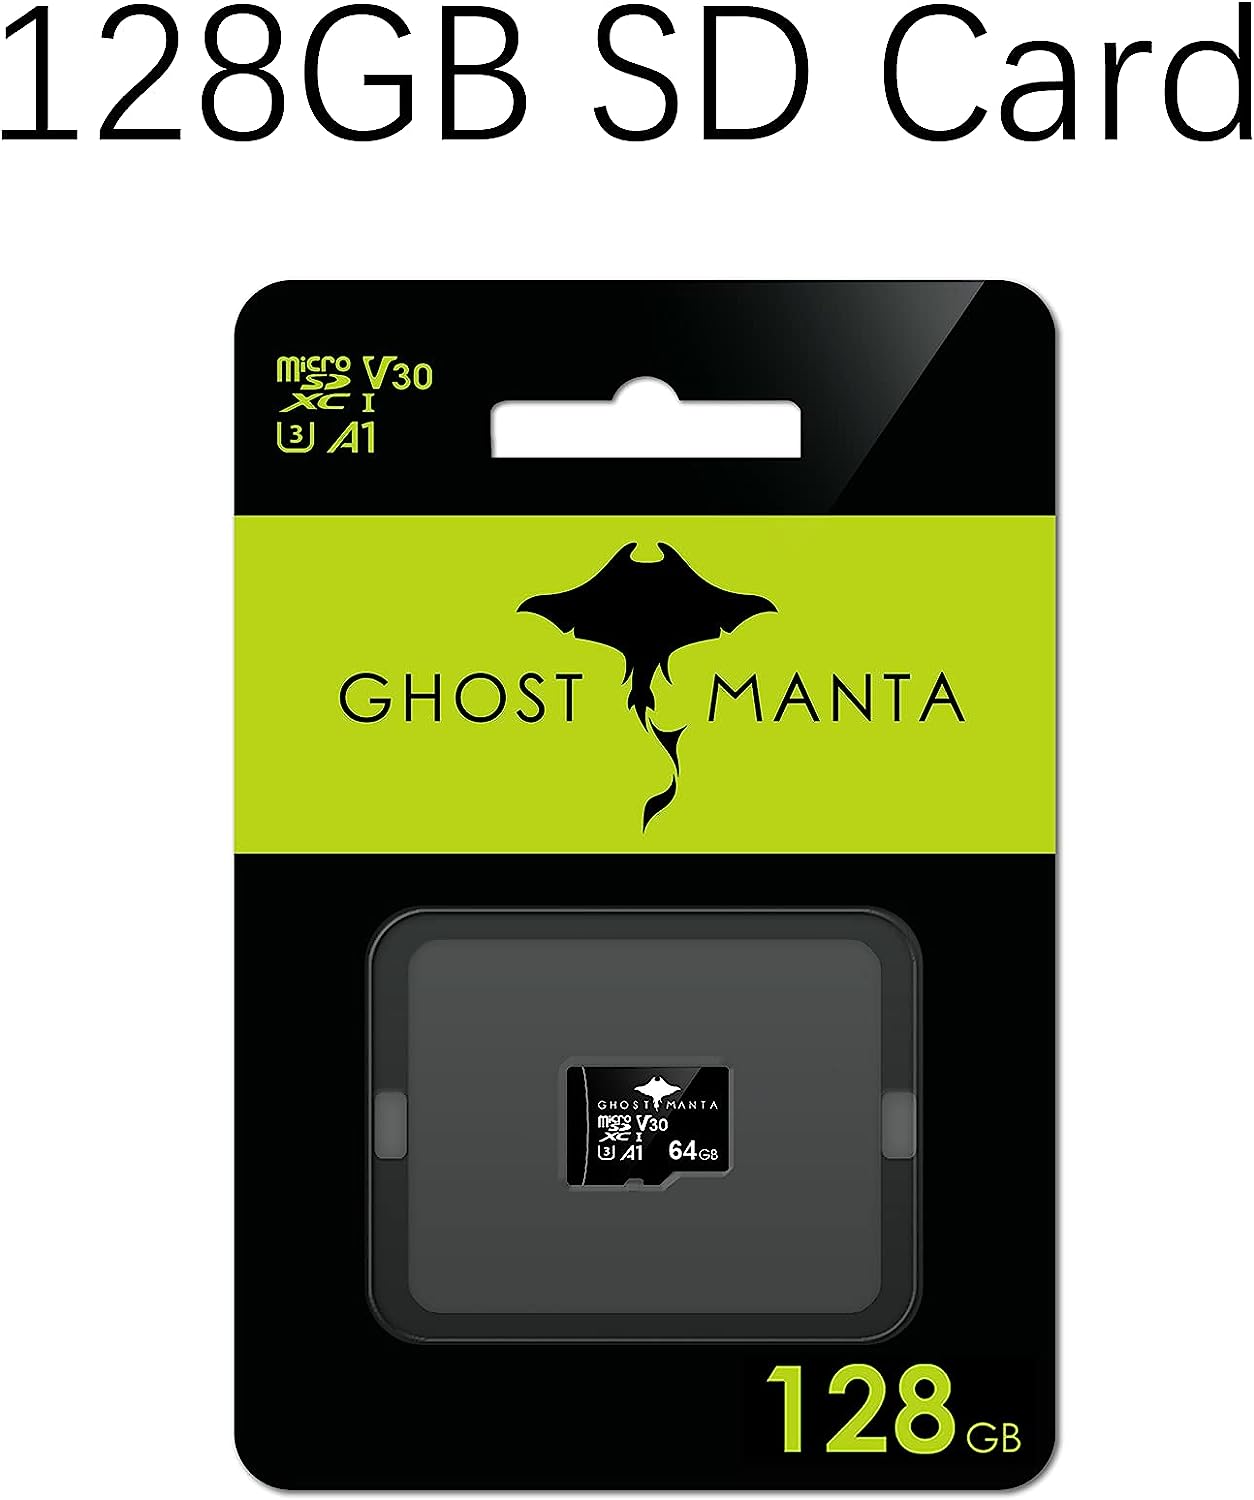 128GB SD Card
micro SD XC I V30
U3 A1
GHOST MANTA
GHOST MANTA
micro SD XC I V30
U3 A1 64GB
128GB